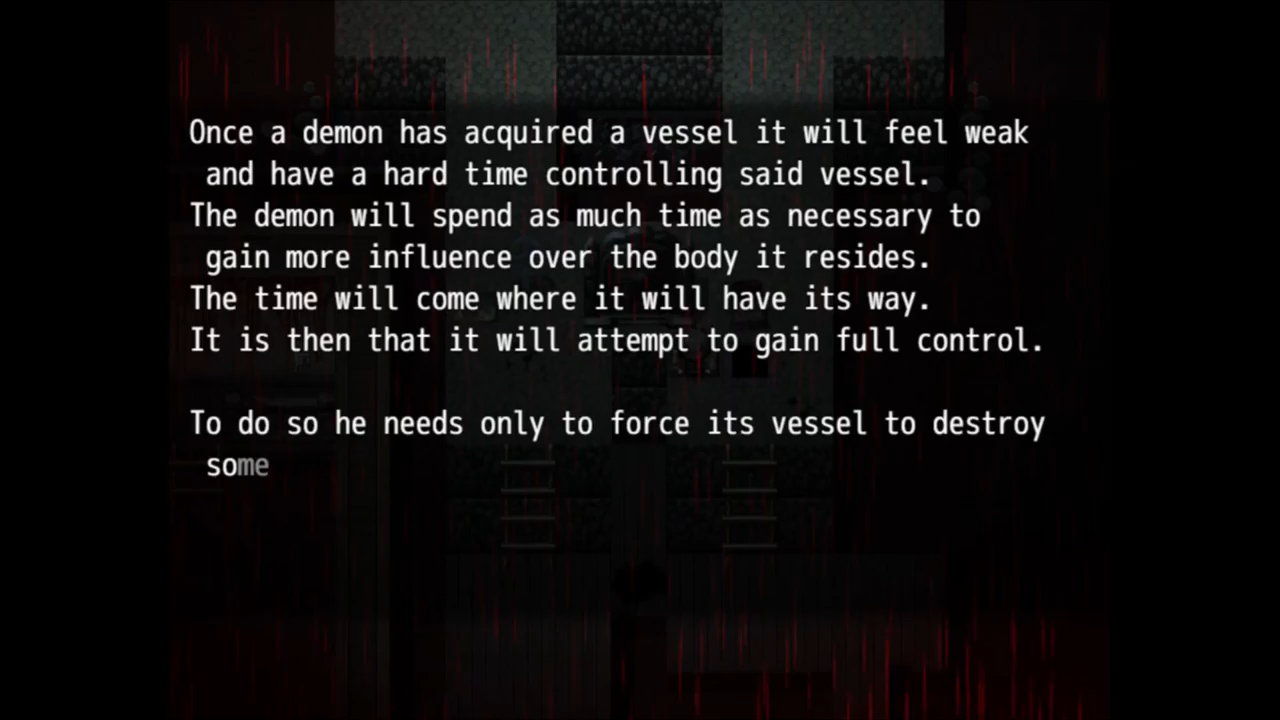 Once a demon has acquired a vessel it will feel weak
and have a hard time controlling said vessel.
The demon will spend as much time as necessary to
gain more influence over the body it resides.
The time will come where it will have its way.
It is then that it will attempt to gain full control.
To do so he needs only to force its vessel to destroy
some